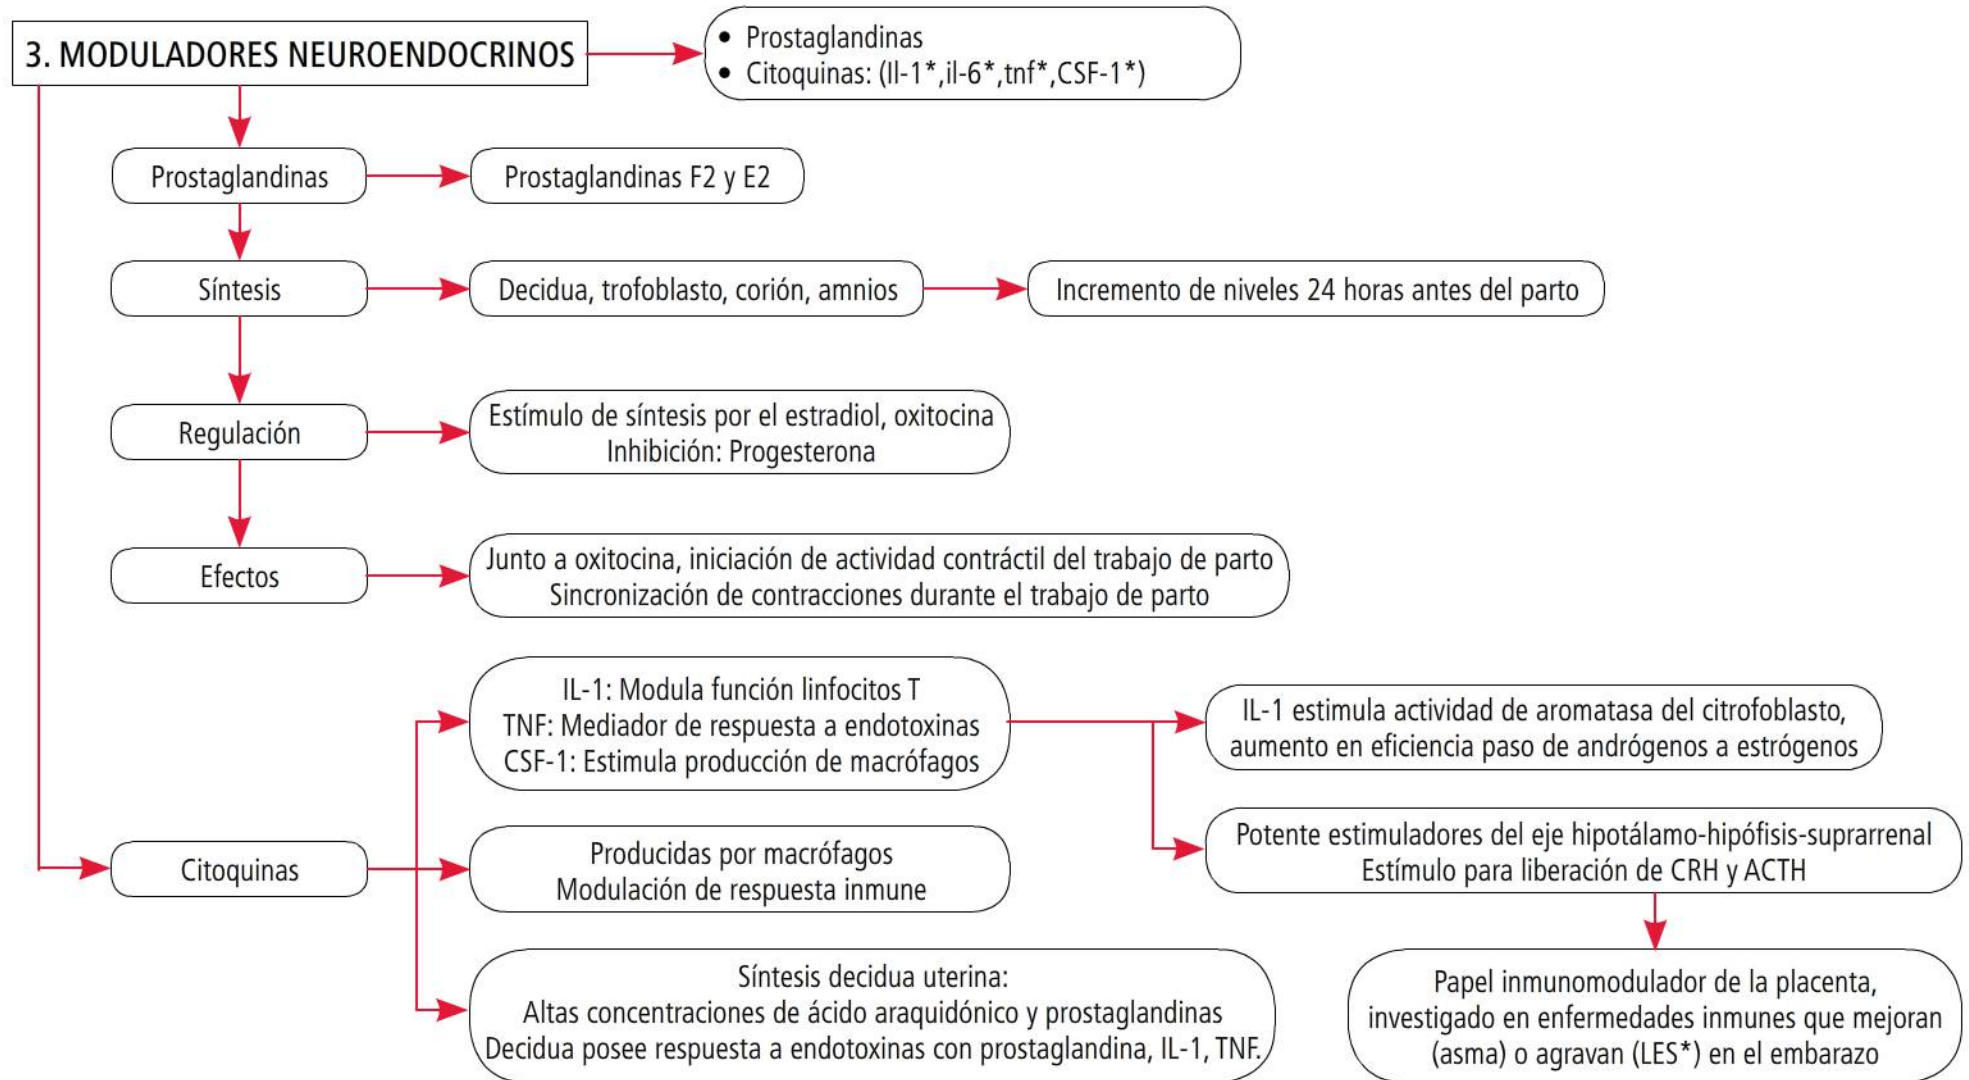 3. MODULADORES NEUROENDOCRINOS
• Prostaglandinas
• Citoquinas: (Il-1*,il-6*,tnf*,CSF-1*)
Prostaglandinas
Prostaglandinas F2 y E2
Síntesis
Decidua, trofoblasto, corión, amnios
Incremento de niveles 24 horas antes del parto
Regulación
Estímulo de síntesis por el estradiol, oxitocina
Inhibición: Progesterona
Efectos
Junto a oxitocina, iniciación de actividad contráctil del trabajo de parto
Sincronización de contracciones durante el trabajo de parto
Citoquinas
IL-1: Modula función linfocitos T
TNF: Mediador de respuesta a endotoxinas
CSF-1: Estimula producción de macrófagos
IL-1 estimula actividad de aromatasa del citrofoblasto,
aumento en eficiencia paso de andrógenos a estrógenos
Potente estimuladores del eje hipotálamo-hipófisis-suprarrenal
Estímulo para liberación de CRH y ACTH
Producidas por macrófagos
Modulación de respuesta inmune
Síntesis decidua uterina:
Altas concentraciones de ácido araquidónico y prostaglandinas
Decidua posee respuesta a endotoxinas con prostaglandina, IL-1, TNF.
Papel inmunomodulador de la placenta,
investigado en enfermedades inmunes que mejoran
(asma) o agravan (LES*) en el embarazo